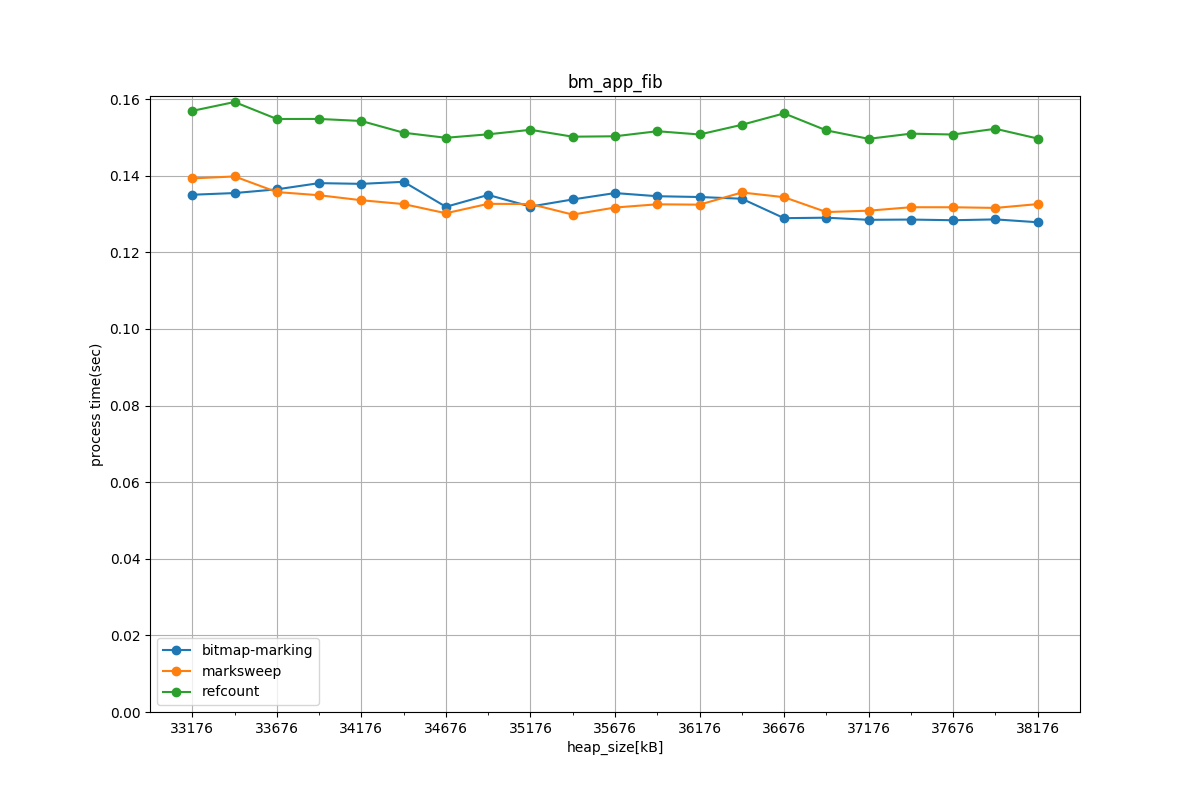 bm_app_fib
0.16
0.14
0.12
0.10
0.08
0.06
0.04
0.02
0.00
process time(sec)
bitmap-marking
marksweep
refcount
33176 33676 34176 34676 35176 35676 36176 36676 37176 37676 38176
heap_size[kB]